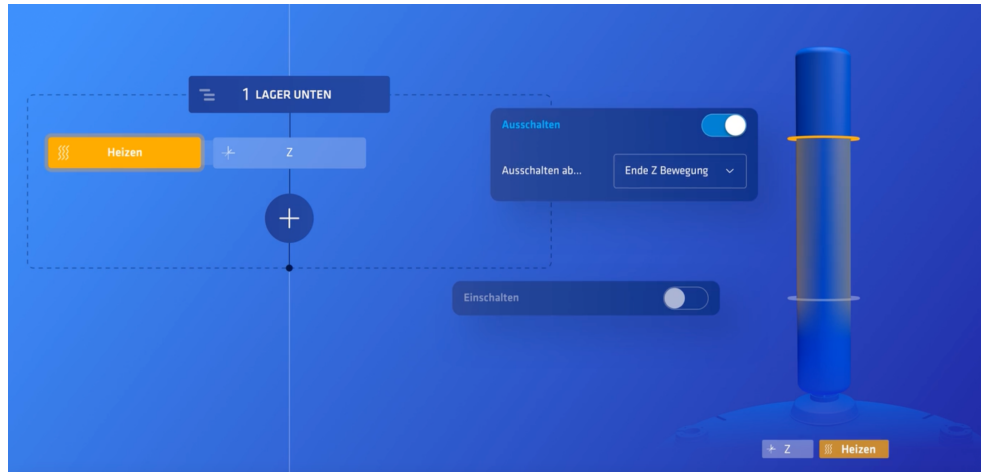 1 LAGER UNTEN
Heizen
Z
Ausschalten
Ausschalten ab...
Ende Z Bewegung
Einschalten
Z
Heizen